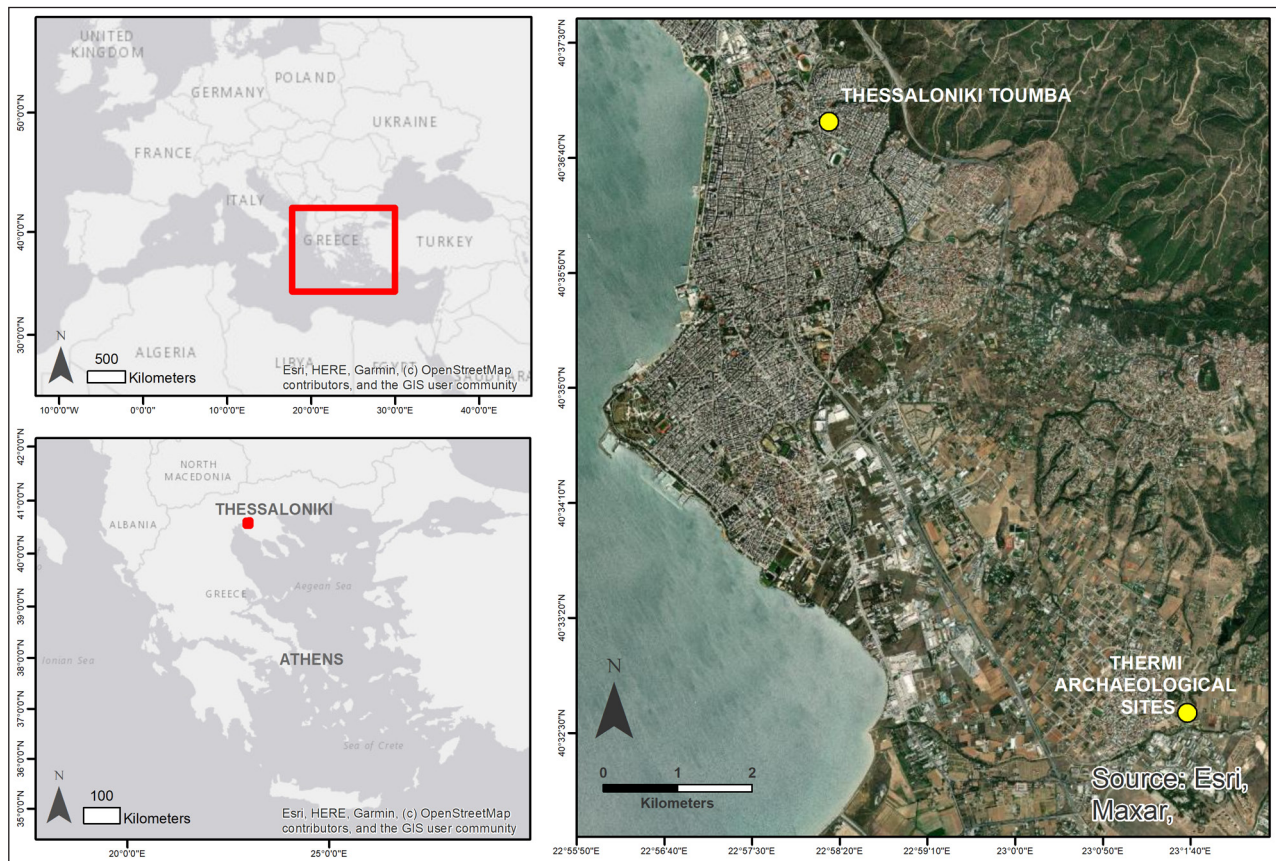 UNITED
KINGDOM
POLAND
GERMANY
UKRAINE
FRANCE
ITALY
GREECE
TURKEY
ALGERIA
LIBYA
EGYPT
SAUDI ARA
50°0'0"N
40°0'0"N
30°0'0"N
N
500
Kilometers
Esri, HERE, Garmin, (c) OpenStreetMap
contributors, and the GIS user community
10°0'0"W 0°0'0" 10°0'0"E 20°0'0"E 30°0'0"E 40°0'0"E
42°0'0"N
41°0'0"N
40°0'0"N
39°0'0"N
38°0'0"N
37°0'0"N
36°0'0"N
35°0'0"N
NORTH
MACEDONIA
THESSALONIKI
ALBANIA
Aegean Sea
GREECE
Ionian Sea
ATHENS
Sea of Crete
N
100
Kilometers
Esri, HERE, Garmin, (c) OpenStreetMap
contributors, and the GIS user community
20°0'0"E 25°0'0"E
40°37'30"N
40°36'40"N
40°35'50"N
40°35'0"N
40°34'10"N
40°33'20"N
40°32'30"N
THESSALONIKI TOUMBA
THERMI
ARCHAEOLOGICAL
SITES
N
0 1 2
Kilometers
Source: Esri,
Maxar,
22°55'50"E 22°56'40"E 22°57'30"E 22°58'20"E 22°59'10"E 23°0'0"E 23°0'50"E 23°1'40"E